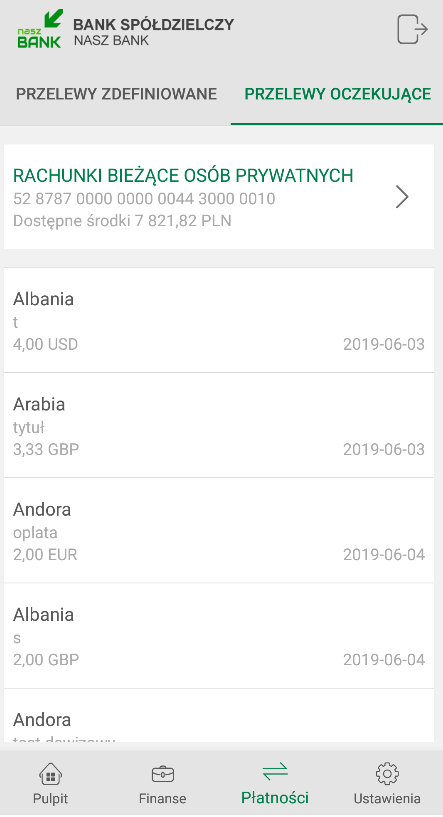 nasz BANK
BANK SPÓŁDZIELCZY
NASZ BANK
PRZELEWY ZDEFINIOWANE PRZELEWY OCZEKUJĄCE
RACHUNKI BIEŻĄCE OSÓB PRYWATNYCH
52 8787 0000 0000 0044 3000 0010
Dostępne środki 7 821,82 PLN
Albania
t
4,00 USD 2019-06-03
Arabia
tytuł
3,33 GBP 2019-06-03
Andora
oplata
2,00 EUR 2019-06-04
Albania
s
2,00 GBP 2019-06-04
Andora
test dewizowy
Pulpit Finanse Płatności Ustawienia